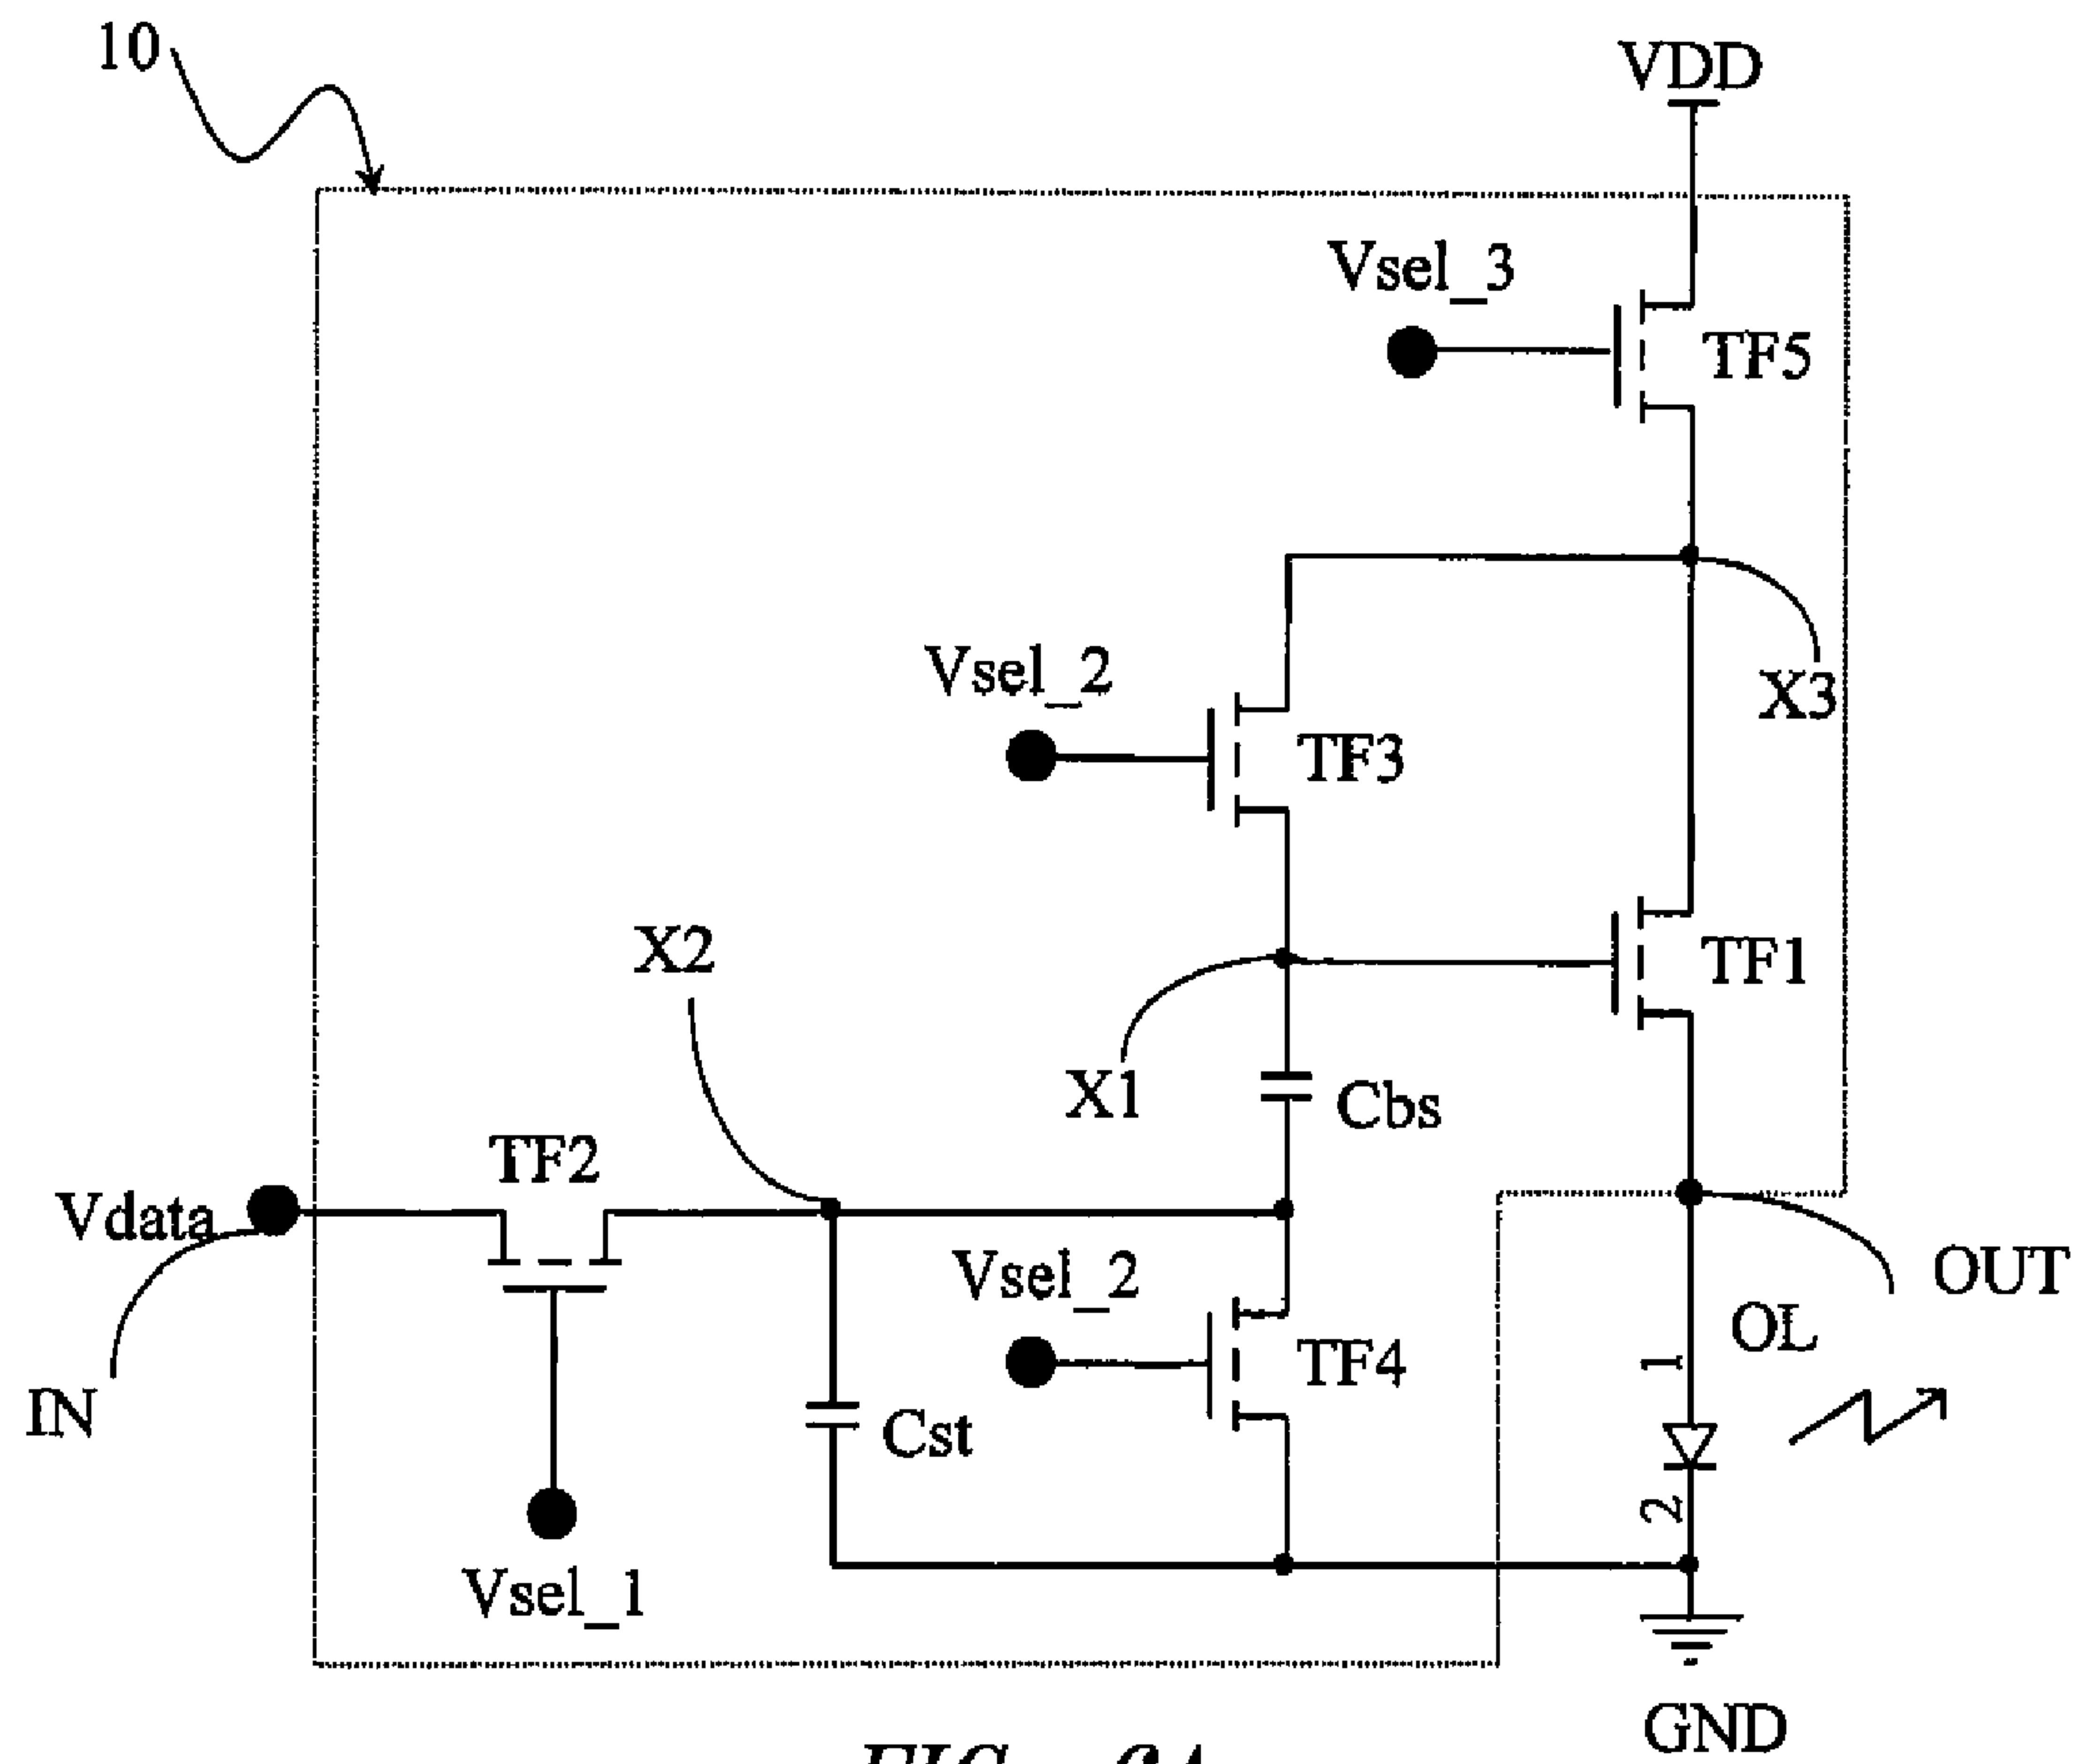 10
VDD
Vsel_3
TF5
Vsel_2
TF3
X3
X2
TF1
X1
Cbs
TF2
Vdata
Vsel_2
OUT
OL
1
TF4
IN
Cst
2
Vsel_1
GND